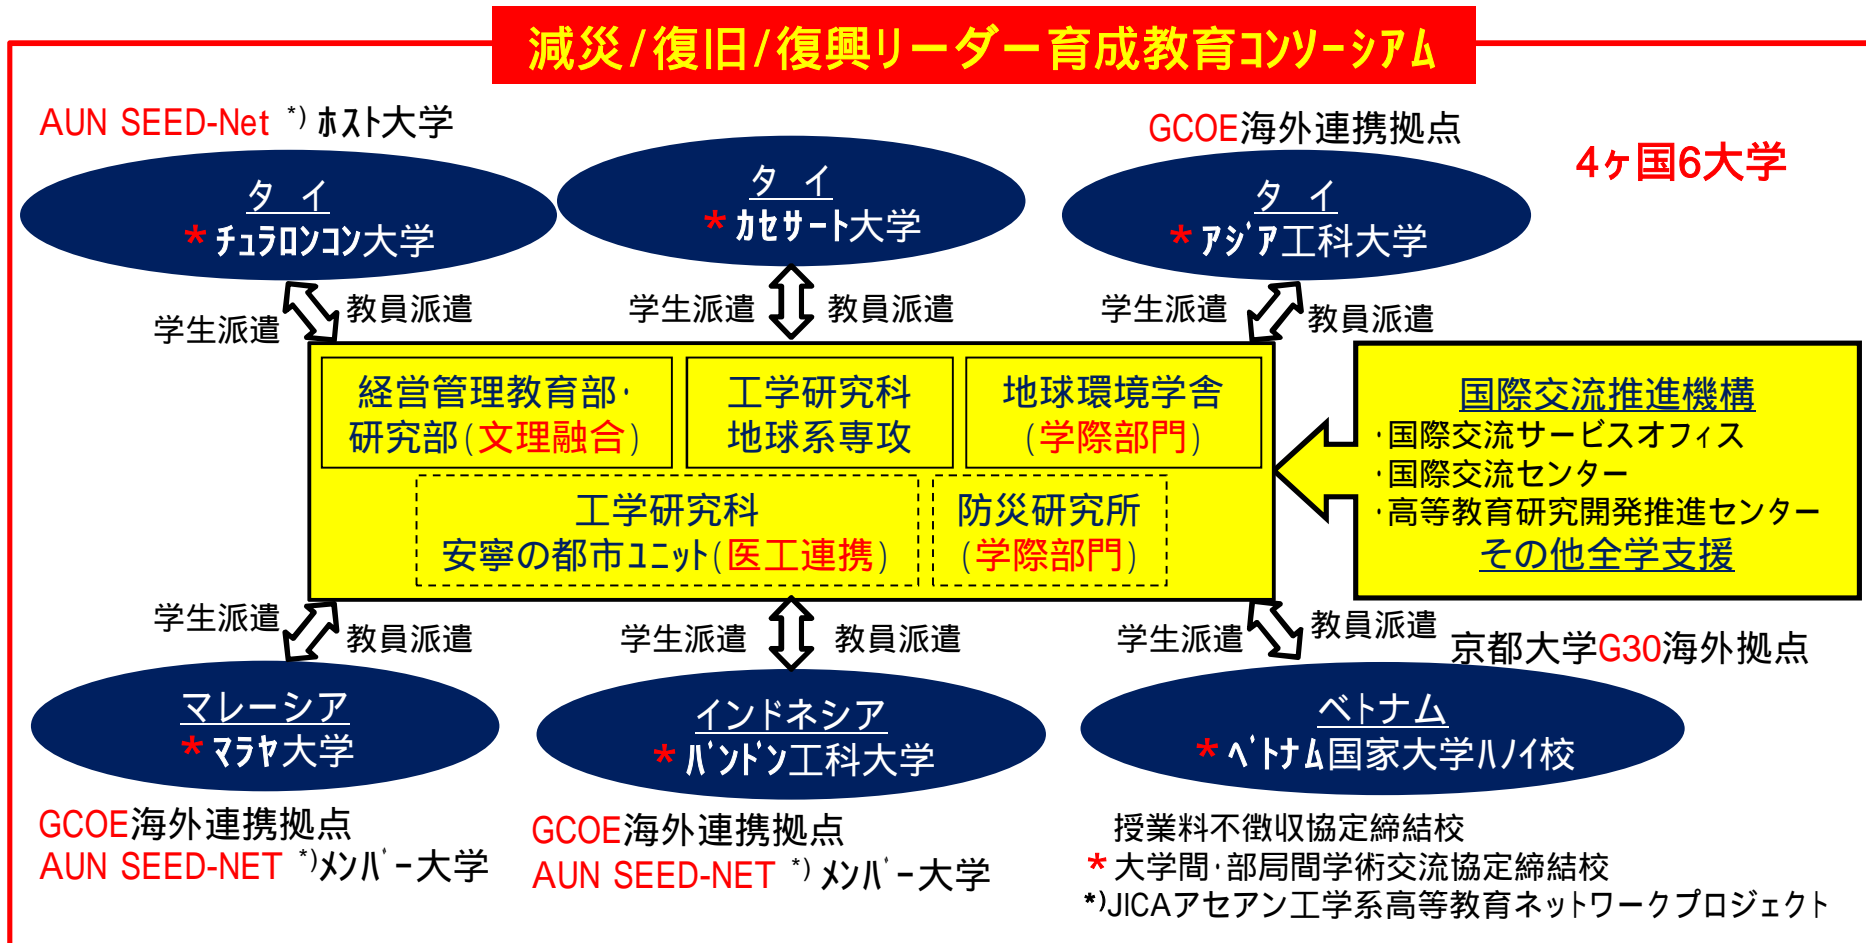 減災/復旧/復興リーダー育成教育ｺﾝｿｰｼｱﾑ
AUN SEED-Net *)ﾎｽﾄ大学
GCOE海外連携拠点
4ヶ国6大学
タ イ
*ﾁｭﾗﾛﾝｺﾝ大学
タ イ
*ｶｾｻｰﾄ大学
タ イ
*ｱｼﾞｱ工科大学
学生派遣
教員派遣
学生派遣
教員派遣
学生派遣
教員派遣
経営管理教育部・
研究部(文理融合)
工学研究科
地球系専攻
地球環境学舎
(学際部門)
工学研究科
安寧の都市ﾕﾆｯﾄ(医工連携)
防災研究所
(学際部門)
国際交流推進機構
・国際交流サービスオフィス
・国際交流センター
・高等教育研究開発推進センター
その他全学支援
学生派遣
教員派遣
学生派遣
教員派遣
学生派遣
教員派遣
京都大学G30海外拠点
マレーシア
*ﾏﾗﾔ大学
インドネシア
*ﾊﾞﾝﾄﾞﾝ工科大学
ベトナム
*ﾍﾞﾄﾅﾑ国家大学ﾊﾉｲ校
GCOE海外連携拠点
AUN SEED-NET *)ﾒﾝﾊﾞｰ大学
GCOE海外連携拠点
AUN SEED-NET *)ﾒﾝﾊﾞｰ大学
授業料不徴収協定締結校
*大学間・部局間学術交流協定締結校
*)JICAアセアン工学系高等教育ネットワークプロジェクト